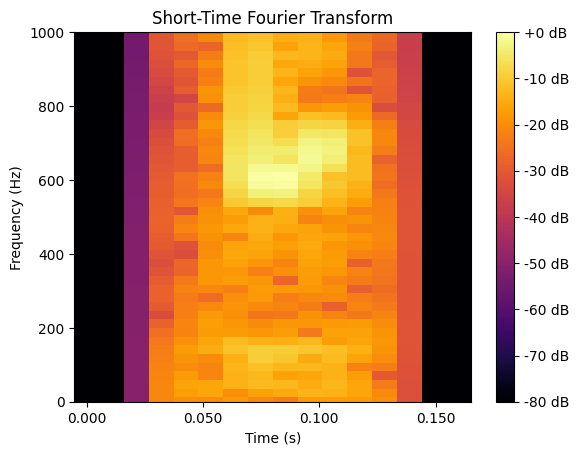 Short-Time Fourier Transform
1000
800
600
400
200
0
Frequency (Hz)
0.000
0.050
0.100
0.150
Time (s)
+0 dB
-10 dB
-20 dB
-30 dB
-40 dB
-50 dB
-60 dB
-70 dB
-80 dB